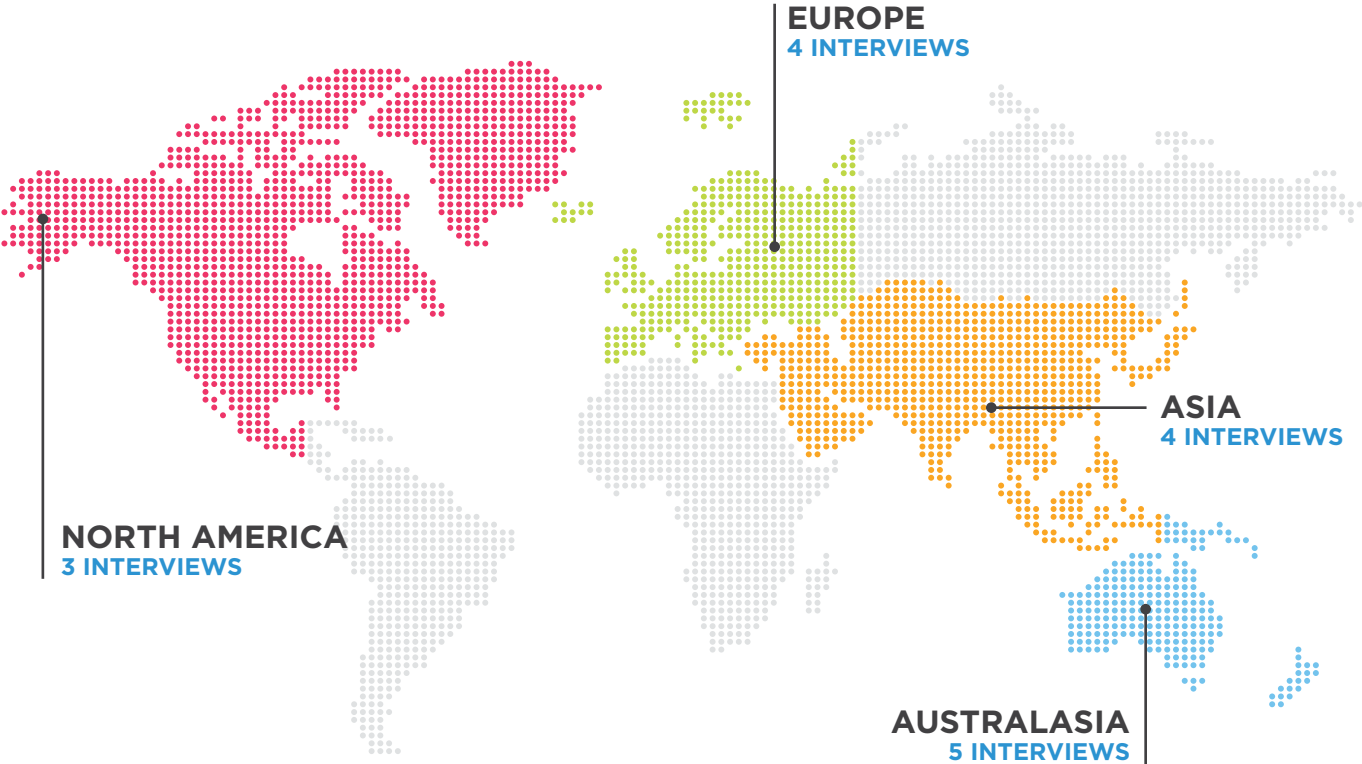 EUROPE
4 INTERVIEWS
ASIA
4 INTERVIEWS
NORTH AMERICA
3 INTERVIEWS
AUSTRALASIA
5 INTERVIEWS